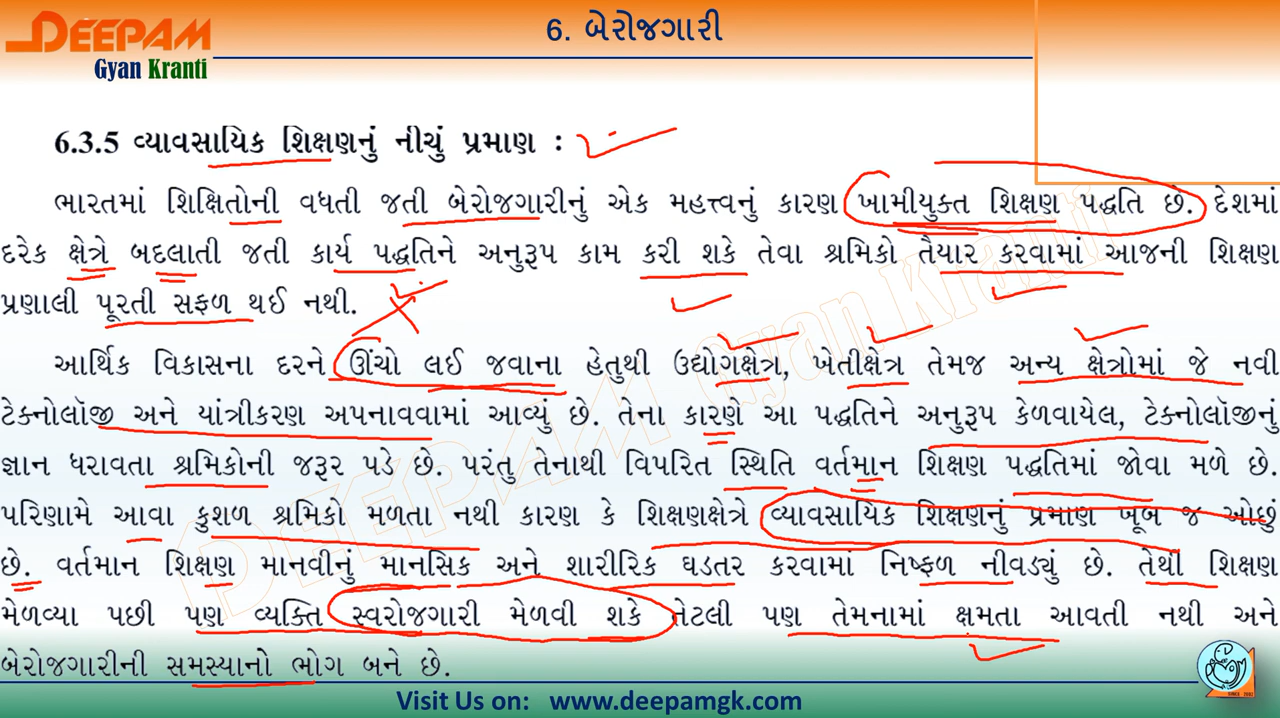 DEEPAM
Gyan Kranti
6. બેરોજગારી
6.3.5 વ્યાવસાયિક શિક્ષણનું નીચું પ્રમાણ :
ભારતમાં શિક્ષિતોની વધતી જતી બેરોજગારીનું એક મહત્ત્વનું કારણ ખામીયુક્ત શિક્ષણ પદ્ધતિ છે. દેશમાં
દરેક ક્ષેત્રે બદલાતી જતી કાર્ય પદ્ધતિને અનુરૂપ કામ કરી શકે તેવા શ્રમિકો તૈયાર કરવામાં આજની શિક્ષણ
પ્રણાલી પૂરતી સફળ થઈ નથી.
આર્થિક વિકાસના દરને ઊંચો લઈ જવાના હેતુથી ઉદ્યોગક્ષેત્ર, ખેતીક્ષેત્ર તેમજ અન્ય ક્ષેત્રોમાં જે નવી
ટેક્નોલૉજી અને યાંત્રીકરણ અપનાવવામાં આવ્યું છે. તેના કારણે આ પદ્ધતિને અનુરૂપ કેળવાયેલ, ટેક્નોલૉજીનું
જ્ઞાન ધરાવતા શ્રમિકોની જરૂર પડે છે. પરંતુ તેનાથી વિપરિત સ્થિતિ વર્તમાન શિક્ષણ પદ્ધતિમાં જોવા મળે છે.
પરિણામે આવા કુશળ શ્રમિકો મળતા નથી કારણ કે શિક્ષણક્ષેત્રે વ્યાવસાયિક શિક્ષણનું પ્રમાણ ખૂબ જ ઓછું
છે. વર્તમાન શિક્ષણ માનવીનું માનસિક અને શારીરિક ઘડતર કરવામાં નિષ્ફળ નીવડ્યું છે. તેથી શિક્ષણ
મેળવ્યા પછી પણ વ્યક્તિ સ્વરોજગારી મેળવી શકે તેટલી પણ તેમનામાં ક્ષમતા આવતી નથી અને
બેરોજગારીની સમસ્યાનો ભોગ બને છે.
DEEPAM Gyan Kranti
Visit Us on: www.deepamgk.com